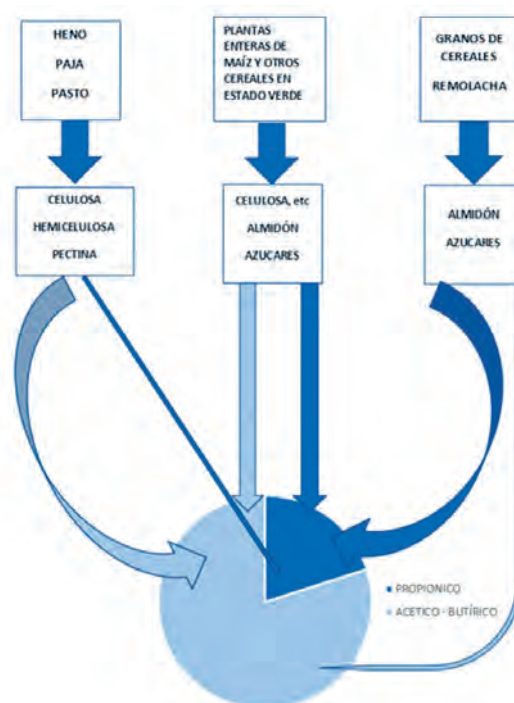 HENO
PAJA
PASTO
PLANTAS
ENTERAS DE
MAÍZ Y OTROS
CEREALES EN
ESTADO VERDE
GRANOS DE
CEREALES
REMOLACHA
CELULOSA
HEMICELULOSA
PECTINA
CELULOSA, etc
ALMIDÓN
AZUCARES
ALMIDÓN
AZUCARES
PROPIONICO
ACETICO - BUTÍRICO